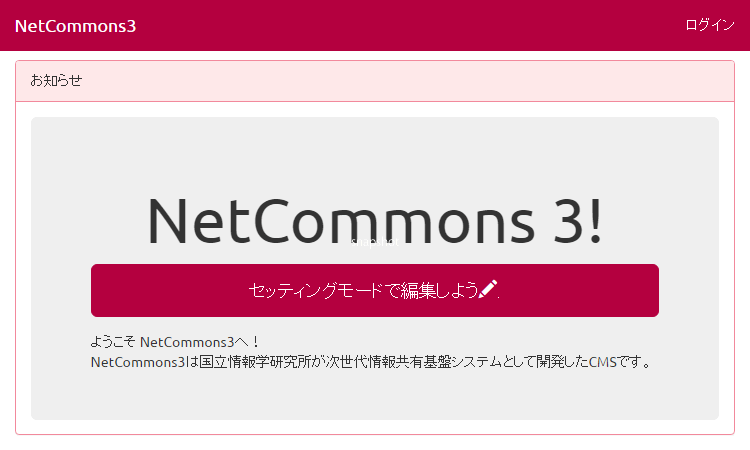 NetCommons3
ログイン
お知らせ
NetCommons 3!
セッティングモードで編集しよう.
ようこそ NetCommons3へ！
NetCommons3は国立情報学研究所が次世代情報共有基盤システムとして開発したCMSです。